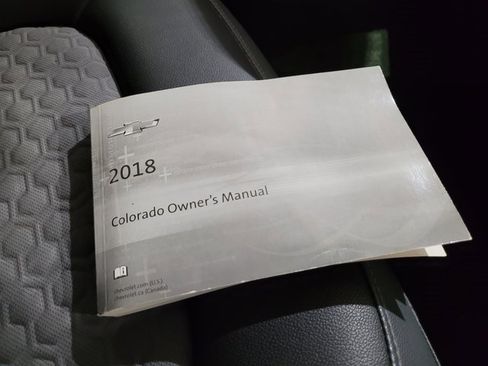 2018
Colorado Owner's Manual
chevrolet.com (U.S.)
chevrolet.ca (Canada)